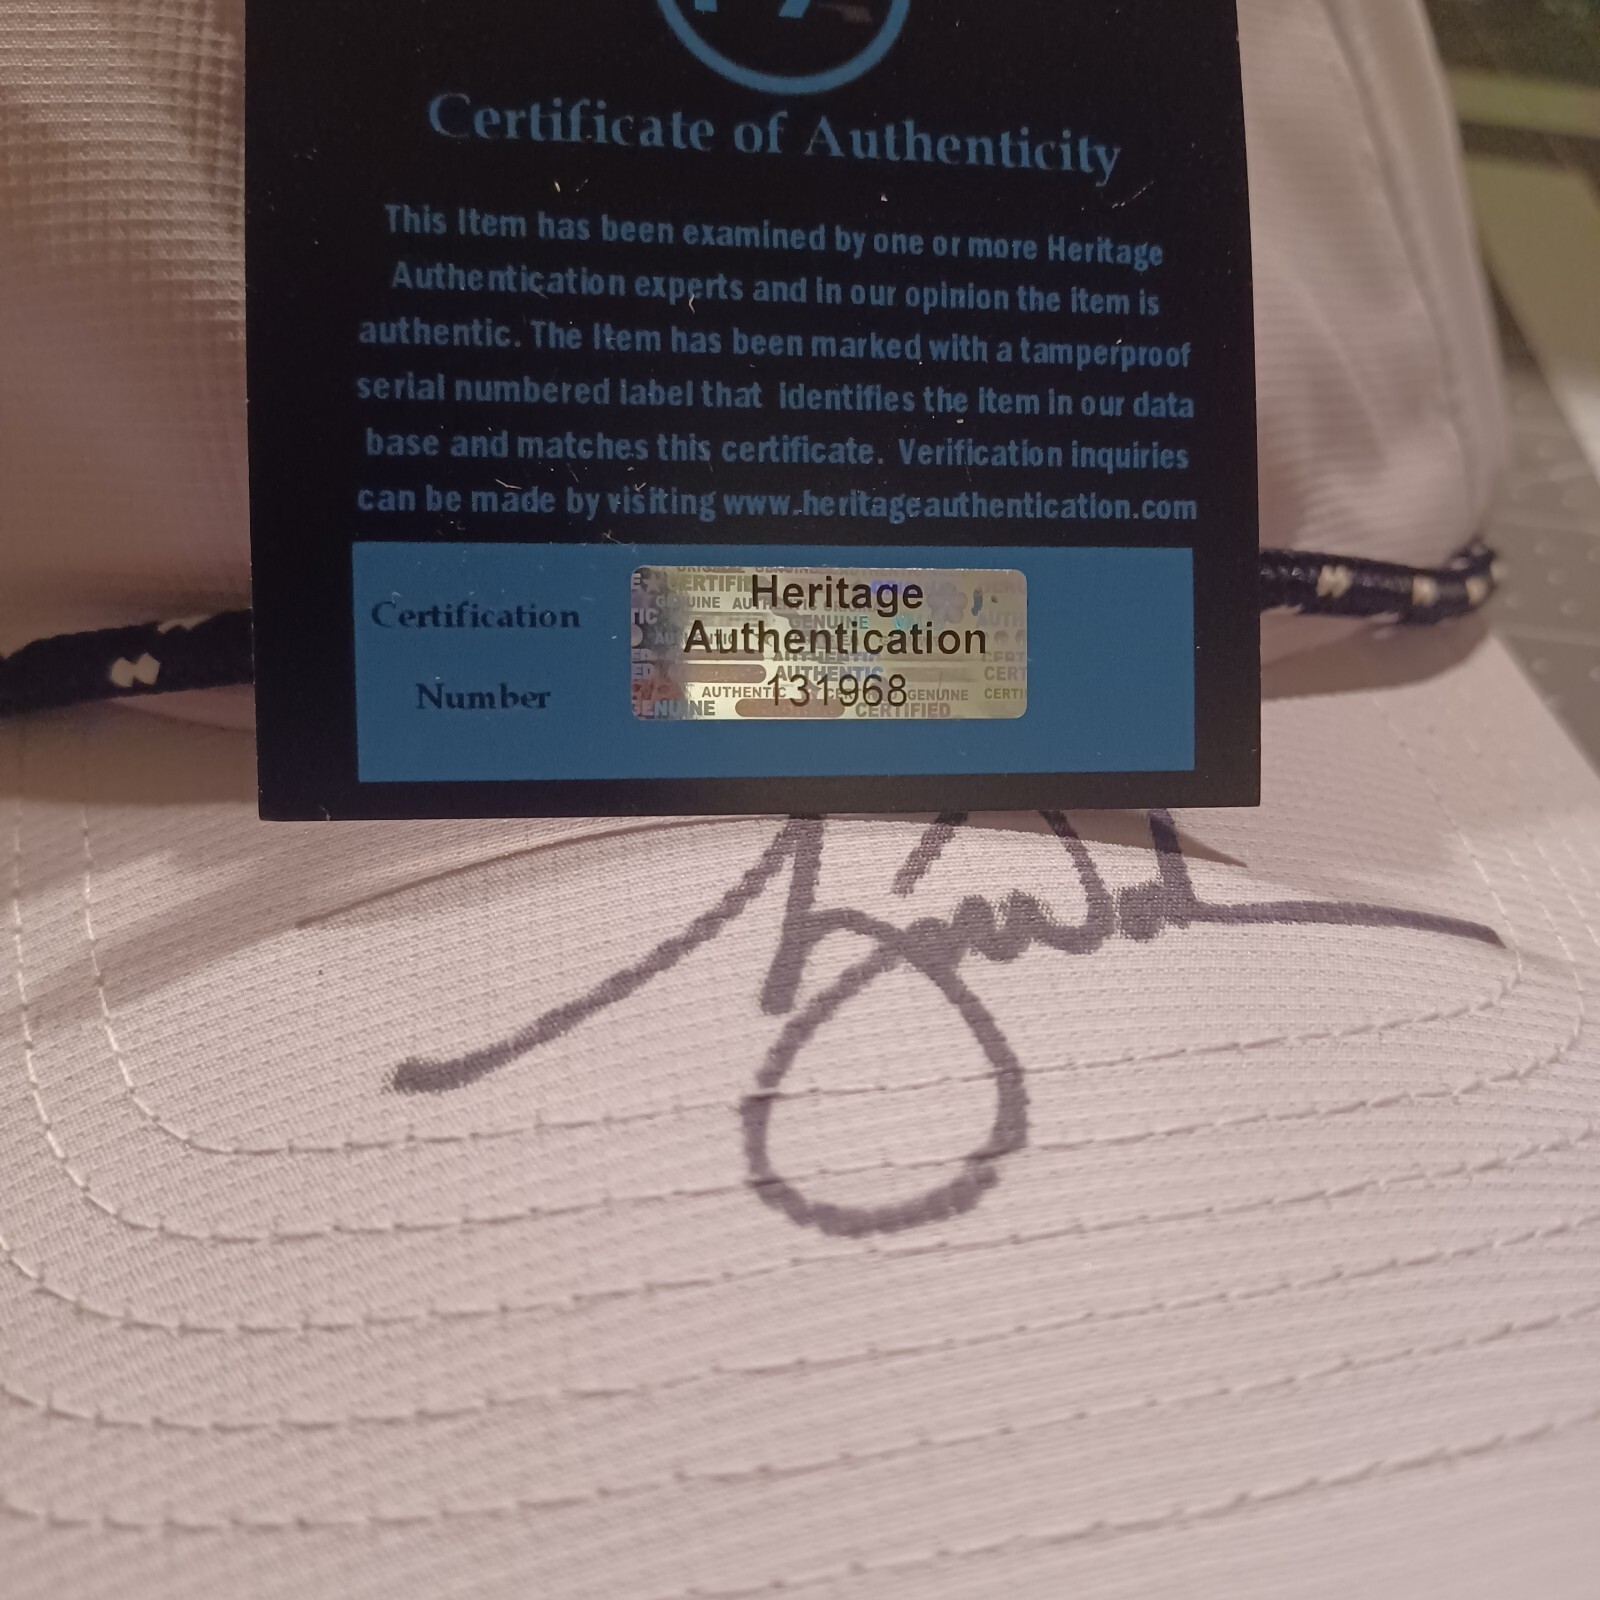 Certificate of Authenticity
This Item has been examined by one or more Heritage
Authentication experts and in our opinion the item is
authentic. The Item has been marked with a tamperproof
serial numbered label that identifies the item in our data
base and matches this certificate. Verification inquiries
can be made by visiting www.heritageauthentication.com
Certification
Number
Heritage
Authentication
131968